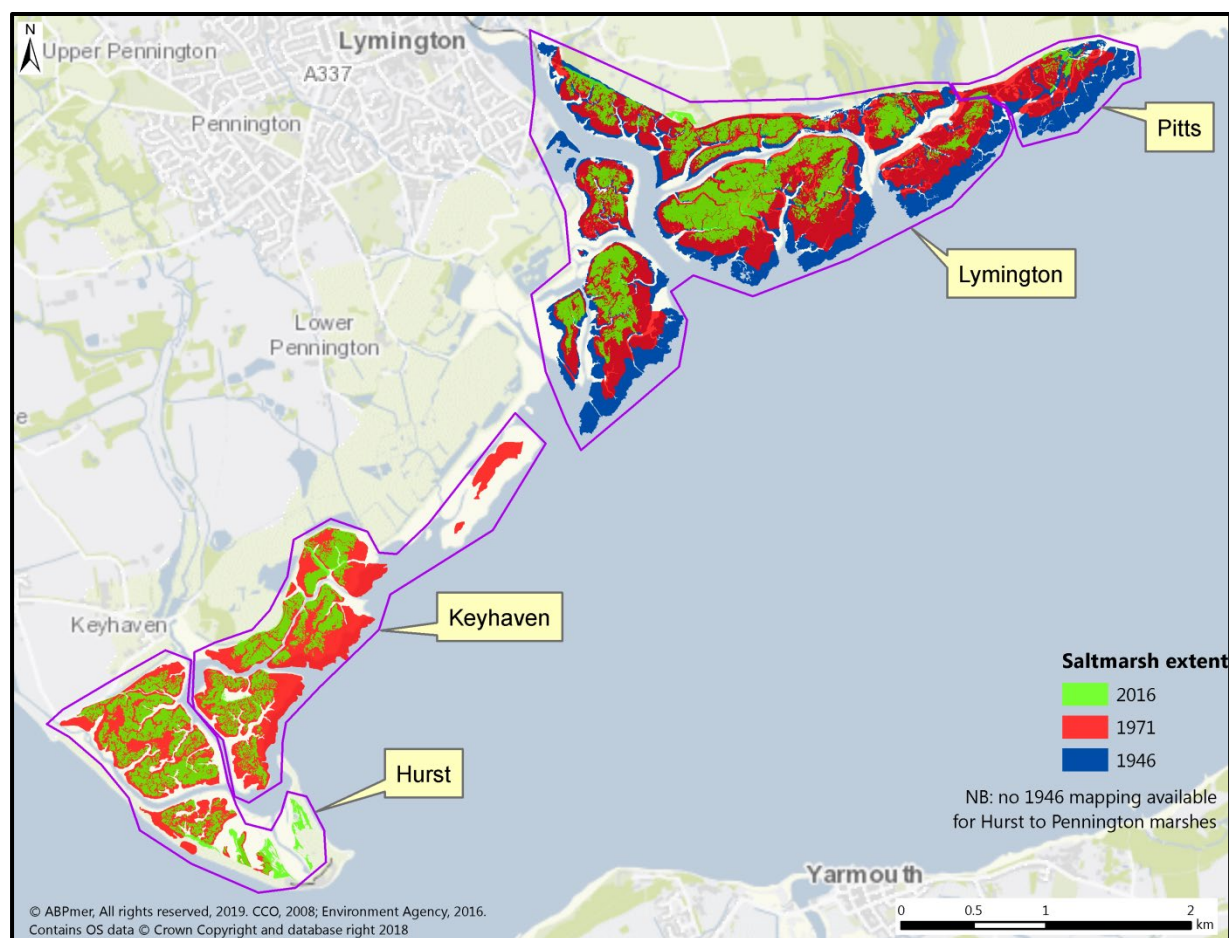 N
Upper Pennington
Lymington
A337
Pennington
Pitts
Lymington
Lower
Pennington
Keyhaven
Keyhaven
Hurst
Saltmarsh extent
2016
1971
1946
NB: no 1946 mapping available
for Hurst to Pennington marshes
Yarmouth
© ABPmer, All rights reserved, 2019. CCO, 2008; Environment Agency, 2016.
Contains OS data © Crown Copyright and database right 2018
0 0.5 1 2
km